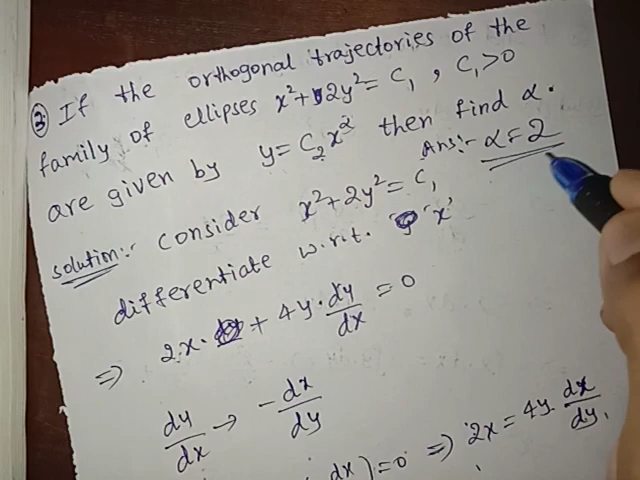 ③ If the orthogonal trajectories of the
family of ellipses x²+2y² = C₁ , C₁>0
are given by y = C₂x^α then find α.
Ans:- α = 2
solution:- consider x²+2y² = C₁
differentiate w.r.t. 'x'
⇒ 2x. + 4y.dy/dx = 0
dy/dx → -dx/dy
dx) = 0 ⇒ 2x = 4y.dx/dy